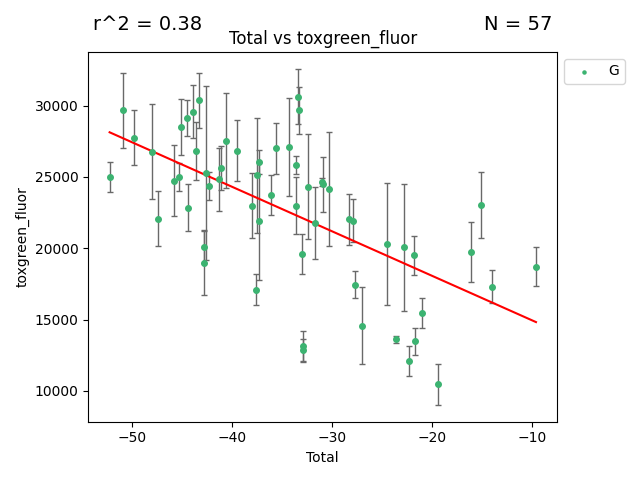 r^2 = 0.38
N = 57
Total vs toxgreen_fluor
G
30000
25000
20000
15000
10000
toxgreen_fluor
−50
−40
−30
−20
−10
Total